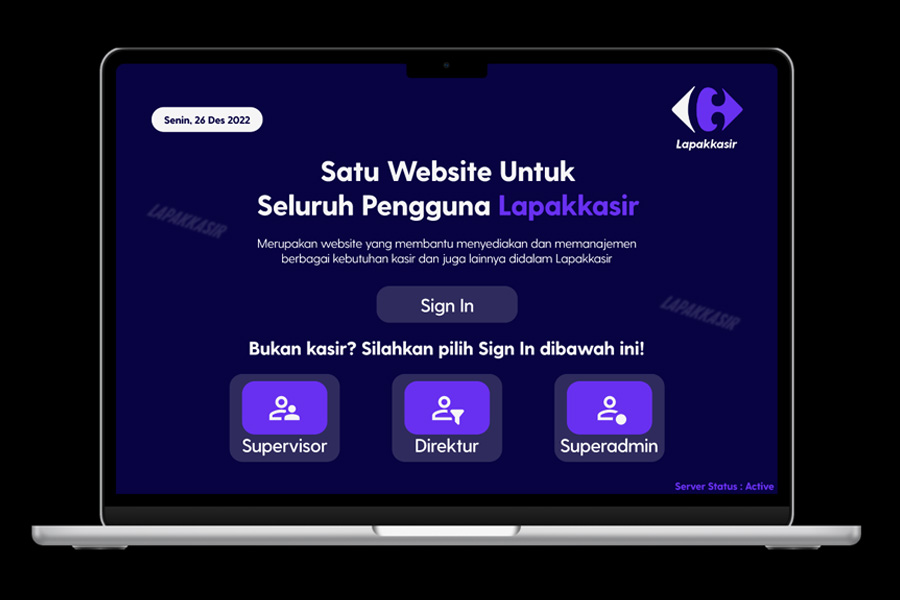 Senin, 26 Des 2022
Lapakkasir
Satu Website Untuk
Seluruh Pengguna Lapakkasir
LAPAKKASIR
Merupakan website yang membantu menyediakan dan memanajemen
berbagai kebutuhan kasir dan juga lainnya didalam Lapakkasir
Sign In
LAPAKKASIR
Bukan kasir? Silahkan pilih Sign In dibawah ini!
Supervisor
Direktur
Superadmin
Server Status : Active